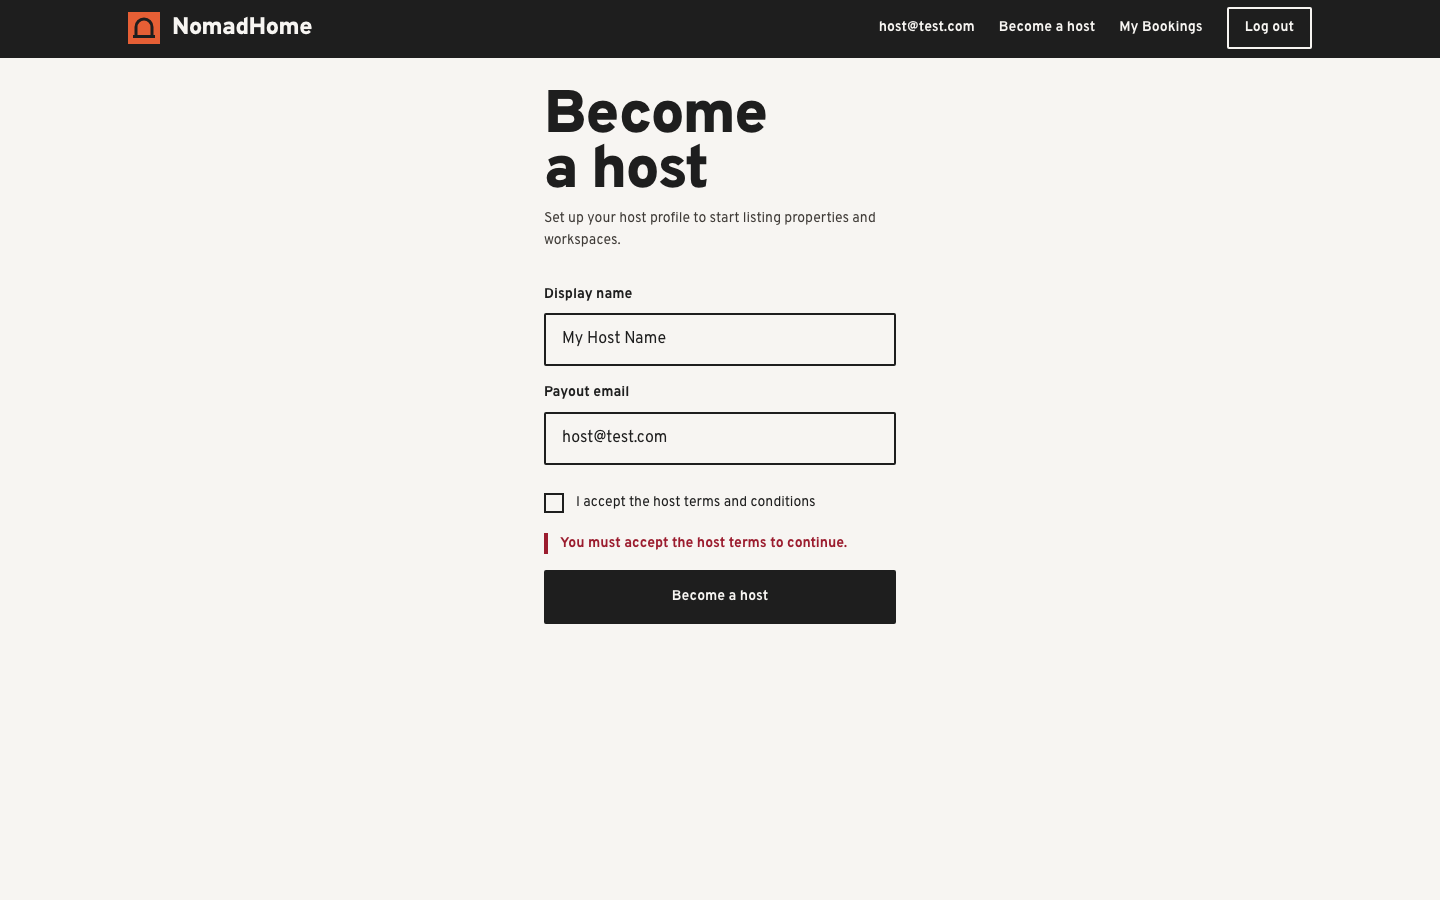 NomadHome
host@test.com
Become a host
My Bookings
Log out
Become
a host
Set up your host profile to start listing properties and
workspaces.
Display name
My Host Name
Payout email
host@test.com
I accept the host terms and conditions
You must accept the host terms to continue.
Become a host